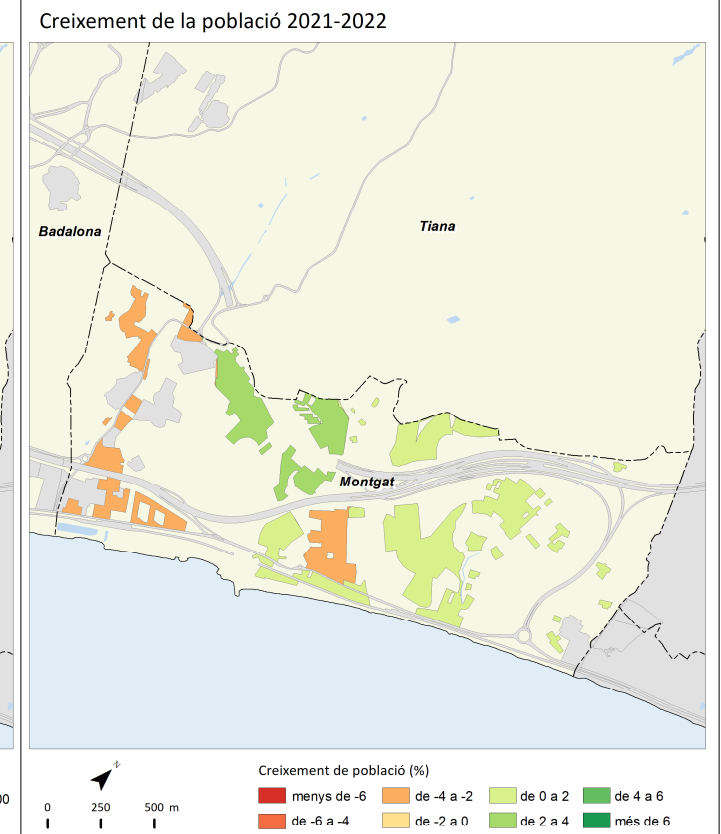 Creixement de la població 2021-2022
Tiana
Badalona
Montgat
N
00
0 250 500 m
Creixement de població (%)
menys de -6
de -4 a -2
de 0 a 2
de 4 a 6
de -6 a -4
de -2 a 0
de 2 a 4
més de 6